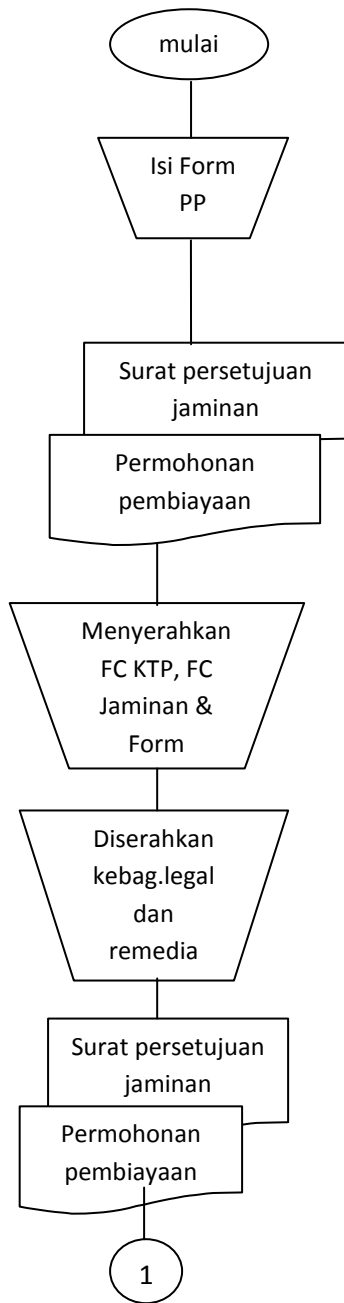 mulai
Isi Form
PP
Surat persetujuan
jaminan
Permohonan
pembiayaan
Menyerahkan
FC KTP, FC
Jaminan &
Form
Diserahkan
kebag.legal
dan
remedia
Surat persetujuan
jaminan
Permohonan
pembiayaan
1